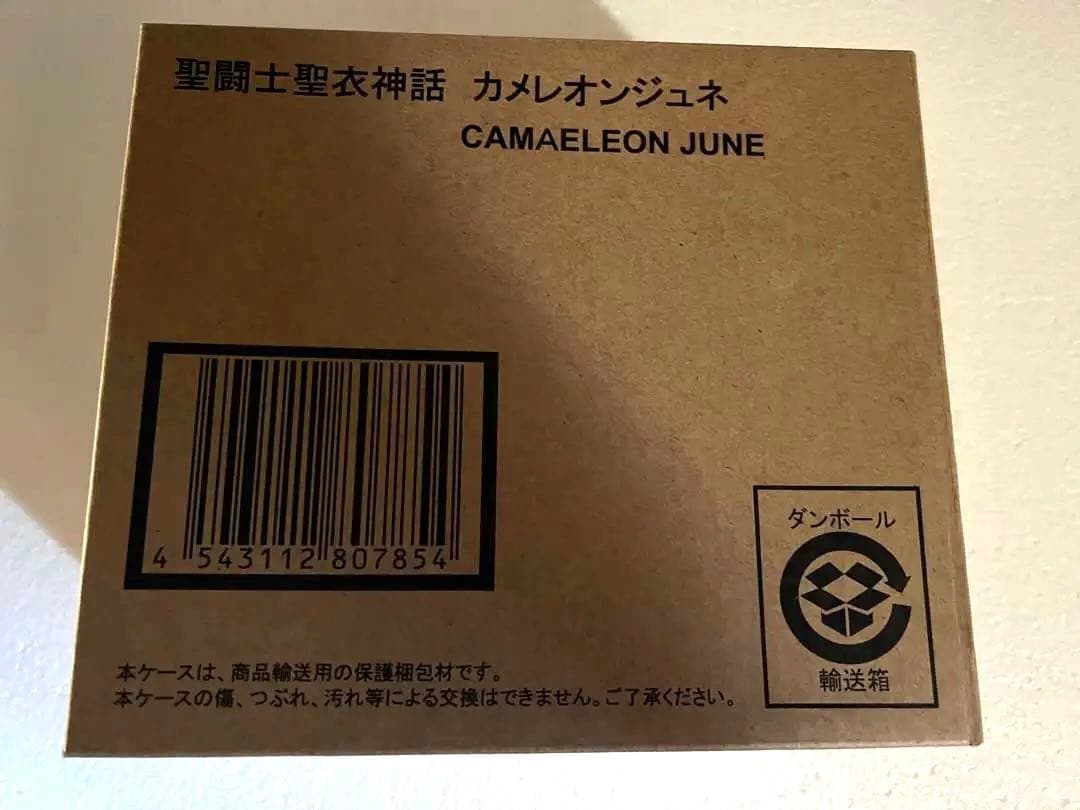 聖闘士聖衣神話 カメレオンジュネ
CAMAELEON JUNE
4 543112 807854
ダンボール
輸送箱
本ケースは、商品輸送用の保護梱包材です。
本ケースの傷、つぶれ、汚れ等による交換はできません。ご了承ください。